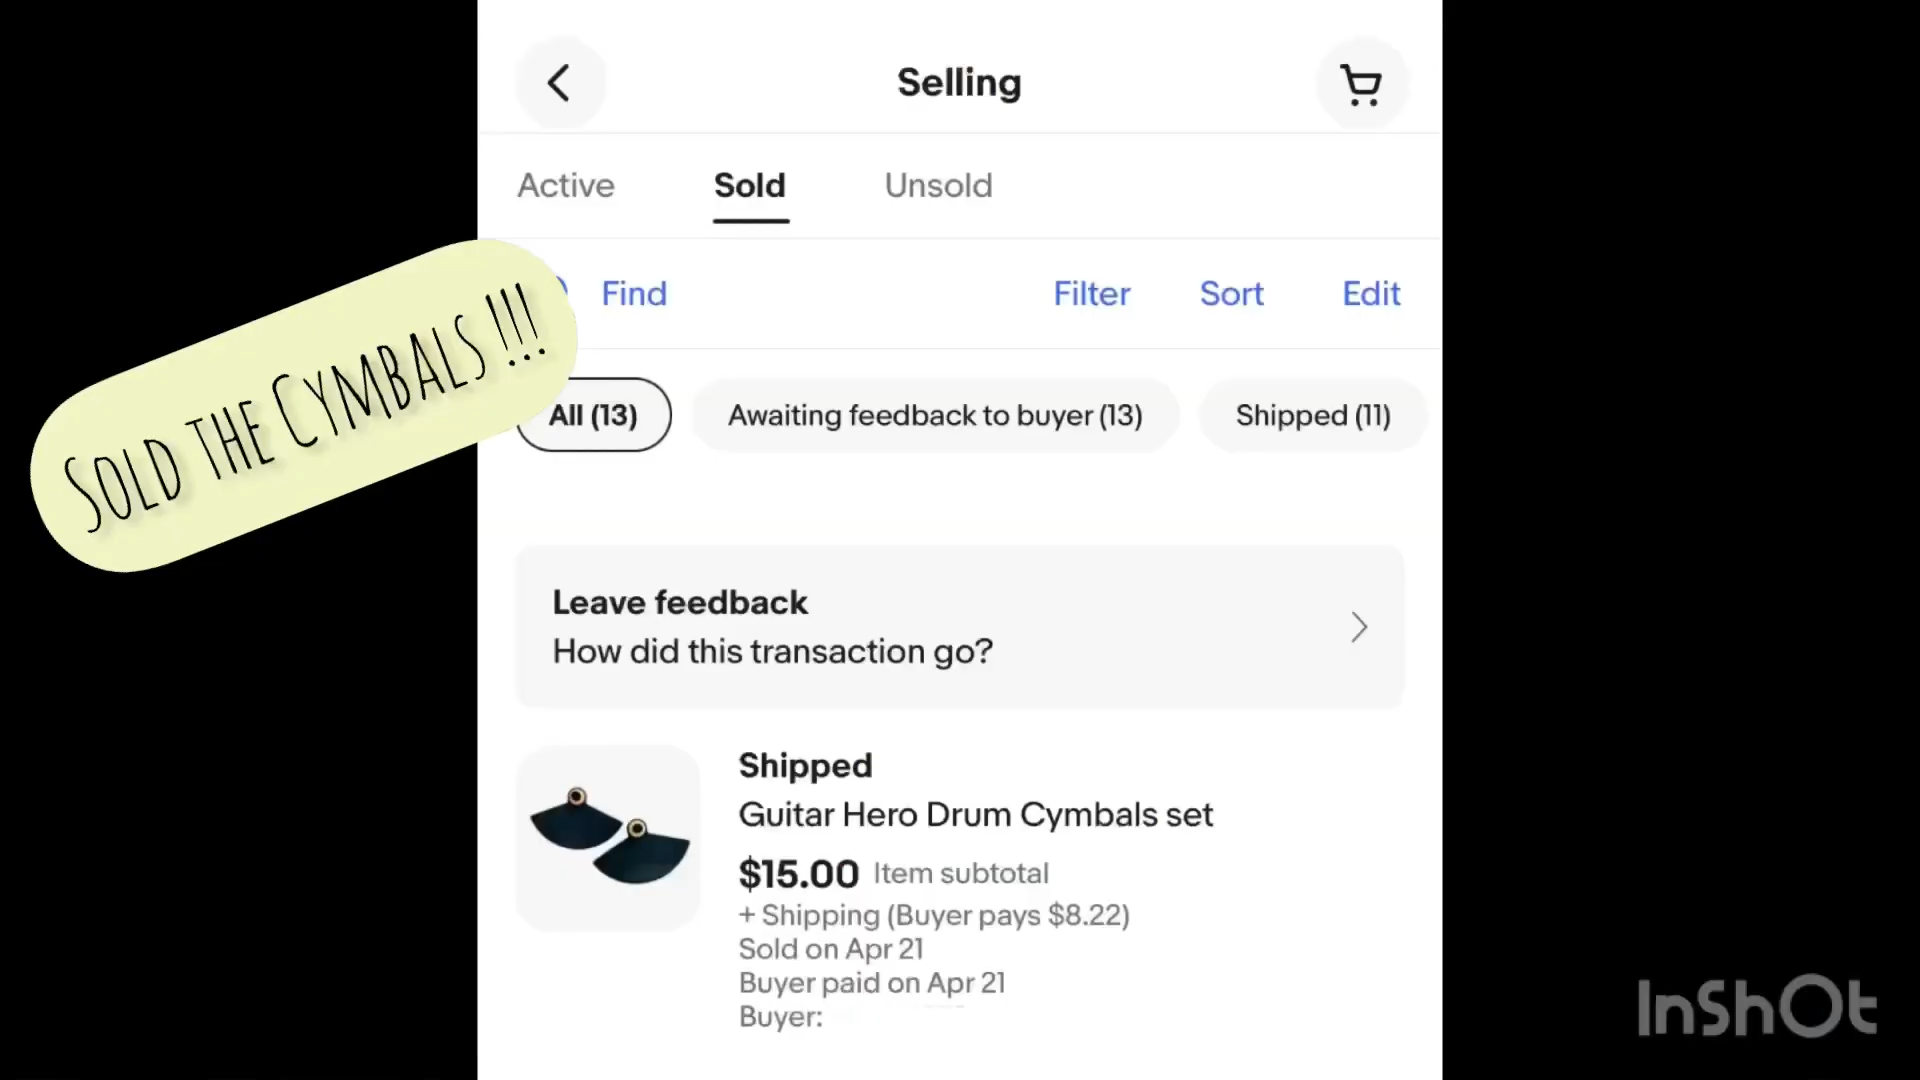 Selling
Active Sold Unsold
Find Filter Sort Edit
SOLD THE CYMBALS !!!
All (13) Awaiting feedback to buyer (13) Shipped (11)
Leave feedback
How did this transaction go?
Shipped
Guitar Hero Drum Cymbals set
$15.00 Item subtotal
+ Shipping (Buyer pays $8.22)
Sold on Apr 21
Buyer paid on Apr 21
Buyer:
InShOt